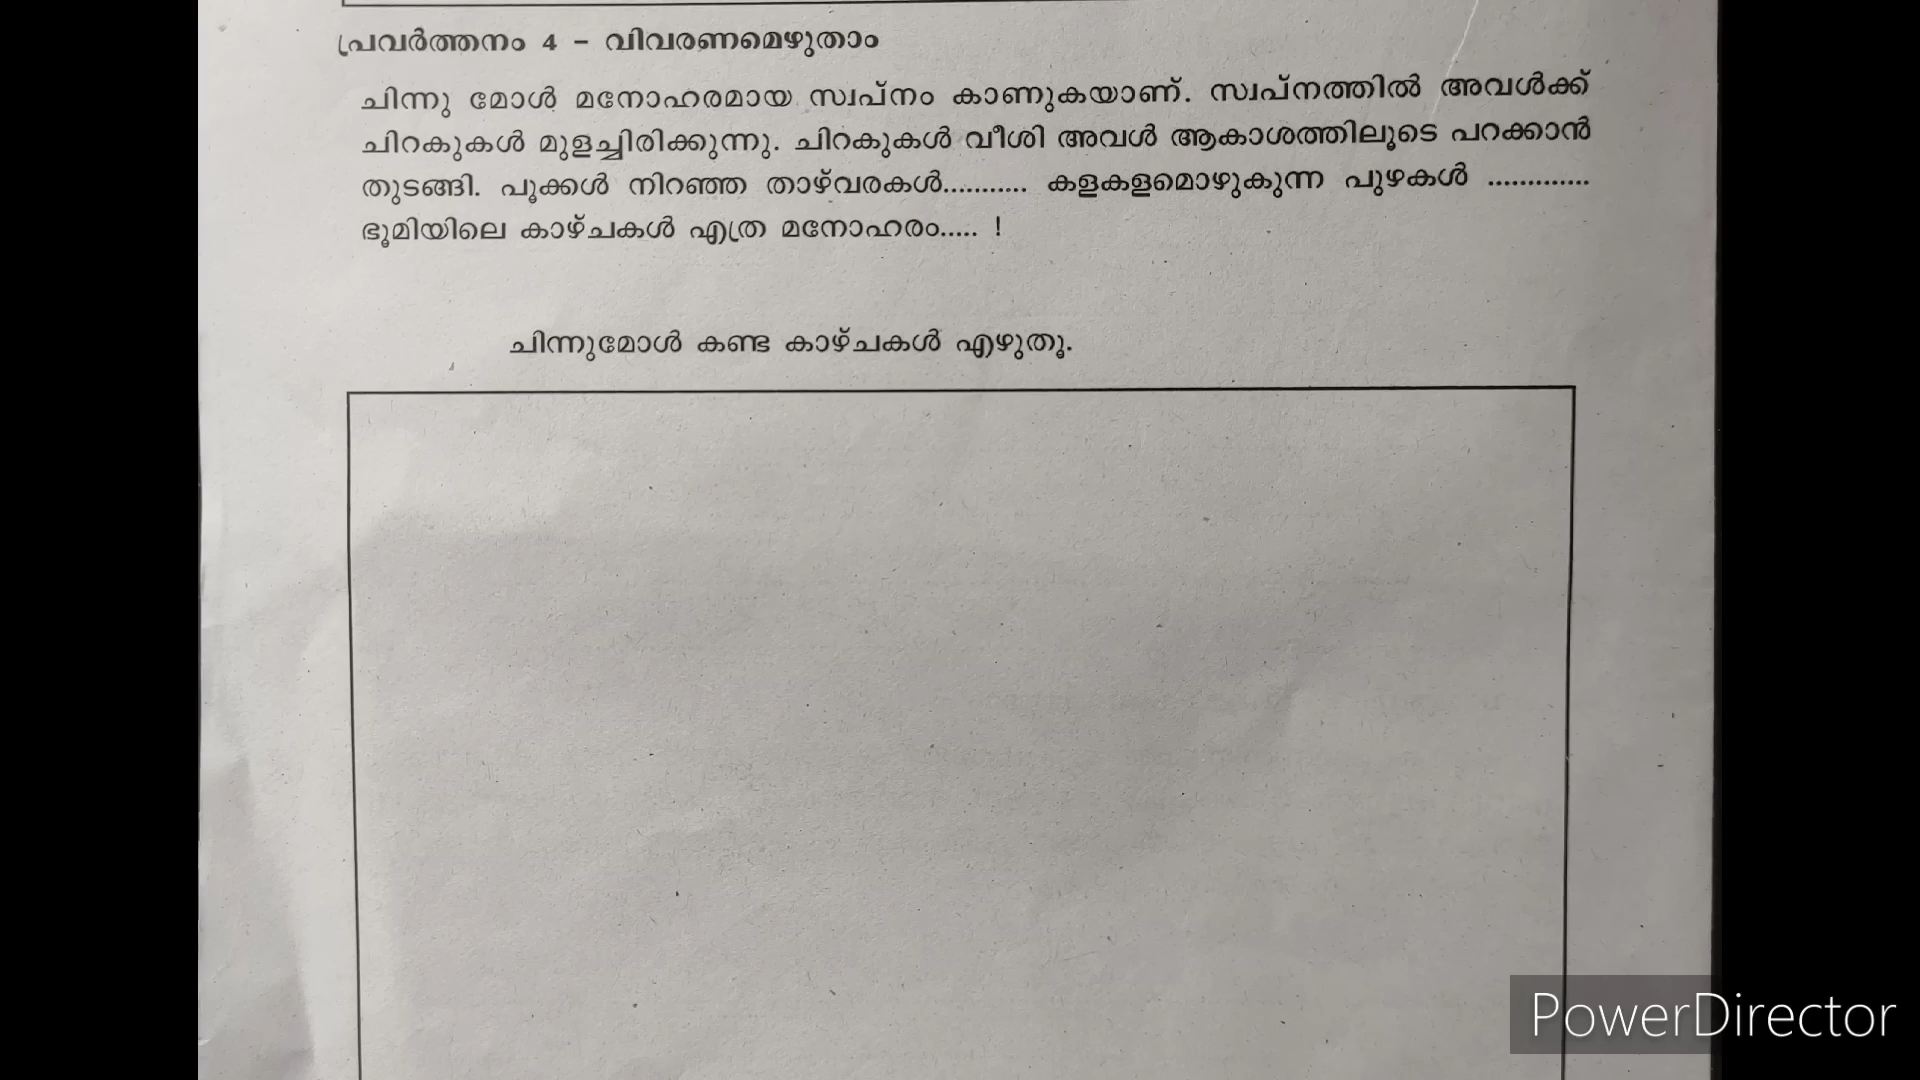 പ്രവർത്തനം 4 – വിവരണമെഴുതാം
ചിന്നു മോൾ മനോഹരമായ സ്വപ്നം കാണുകയാണ്. സ്വപ്നത്തിൽ അവൾക്ക്
ചിറകുകൾ മുളച്ചിരിക്കുന്നു. ചിറകുകൾ വീശി അവൾ ആകാശത്തിലൂടെ പറക്കാൻ
തുടങ്ങി. പൂക്കൾ നിറഞ്ഞ താഴ്‌വരകൾ........... കളകളമൊഴുകുന്ന പുഴകൾ .............
ഭൂമിയിലെ കാഴ്ചകൾ എത്ര മനോഹരം..... !
ചിന്നുമോൾ കണ്ട കാഴ്ചകൾ എഴുതൂ.
PowerDirector